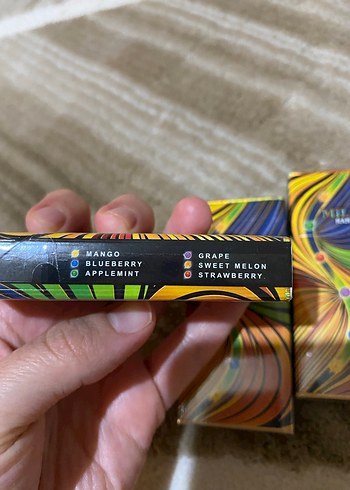 MANGO
BLUEBERRY
APPLEMINT
GRAPE
SWEET MELON
STRAWBERRY